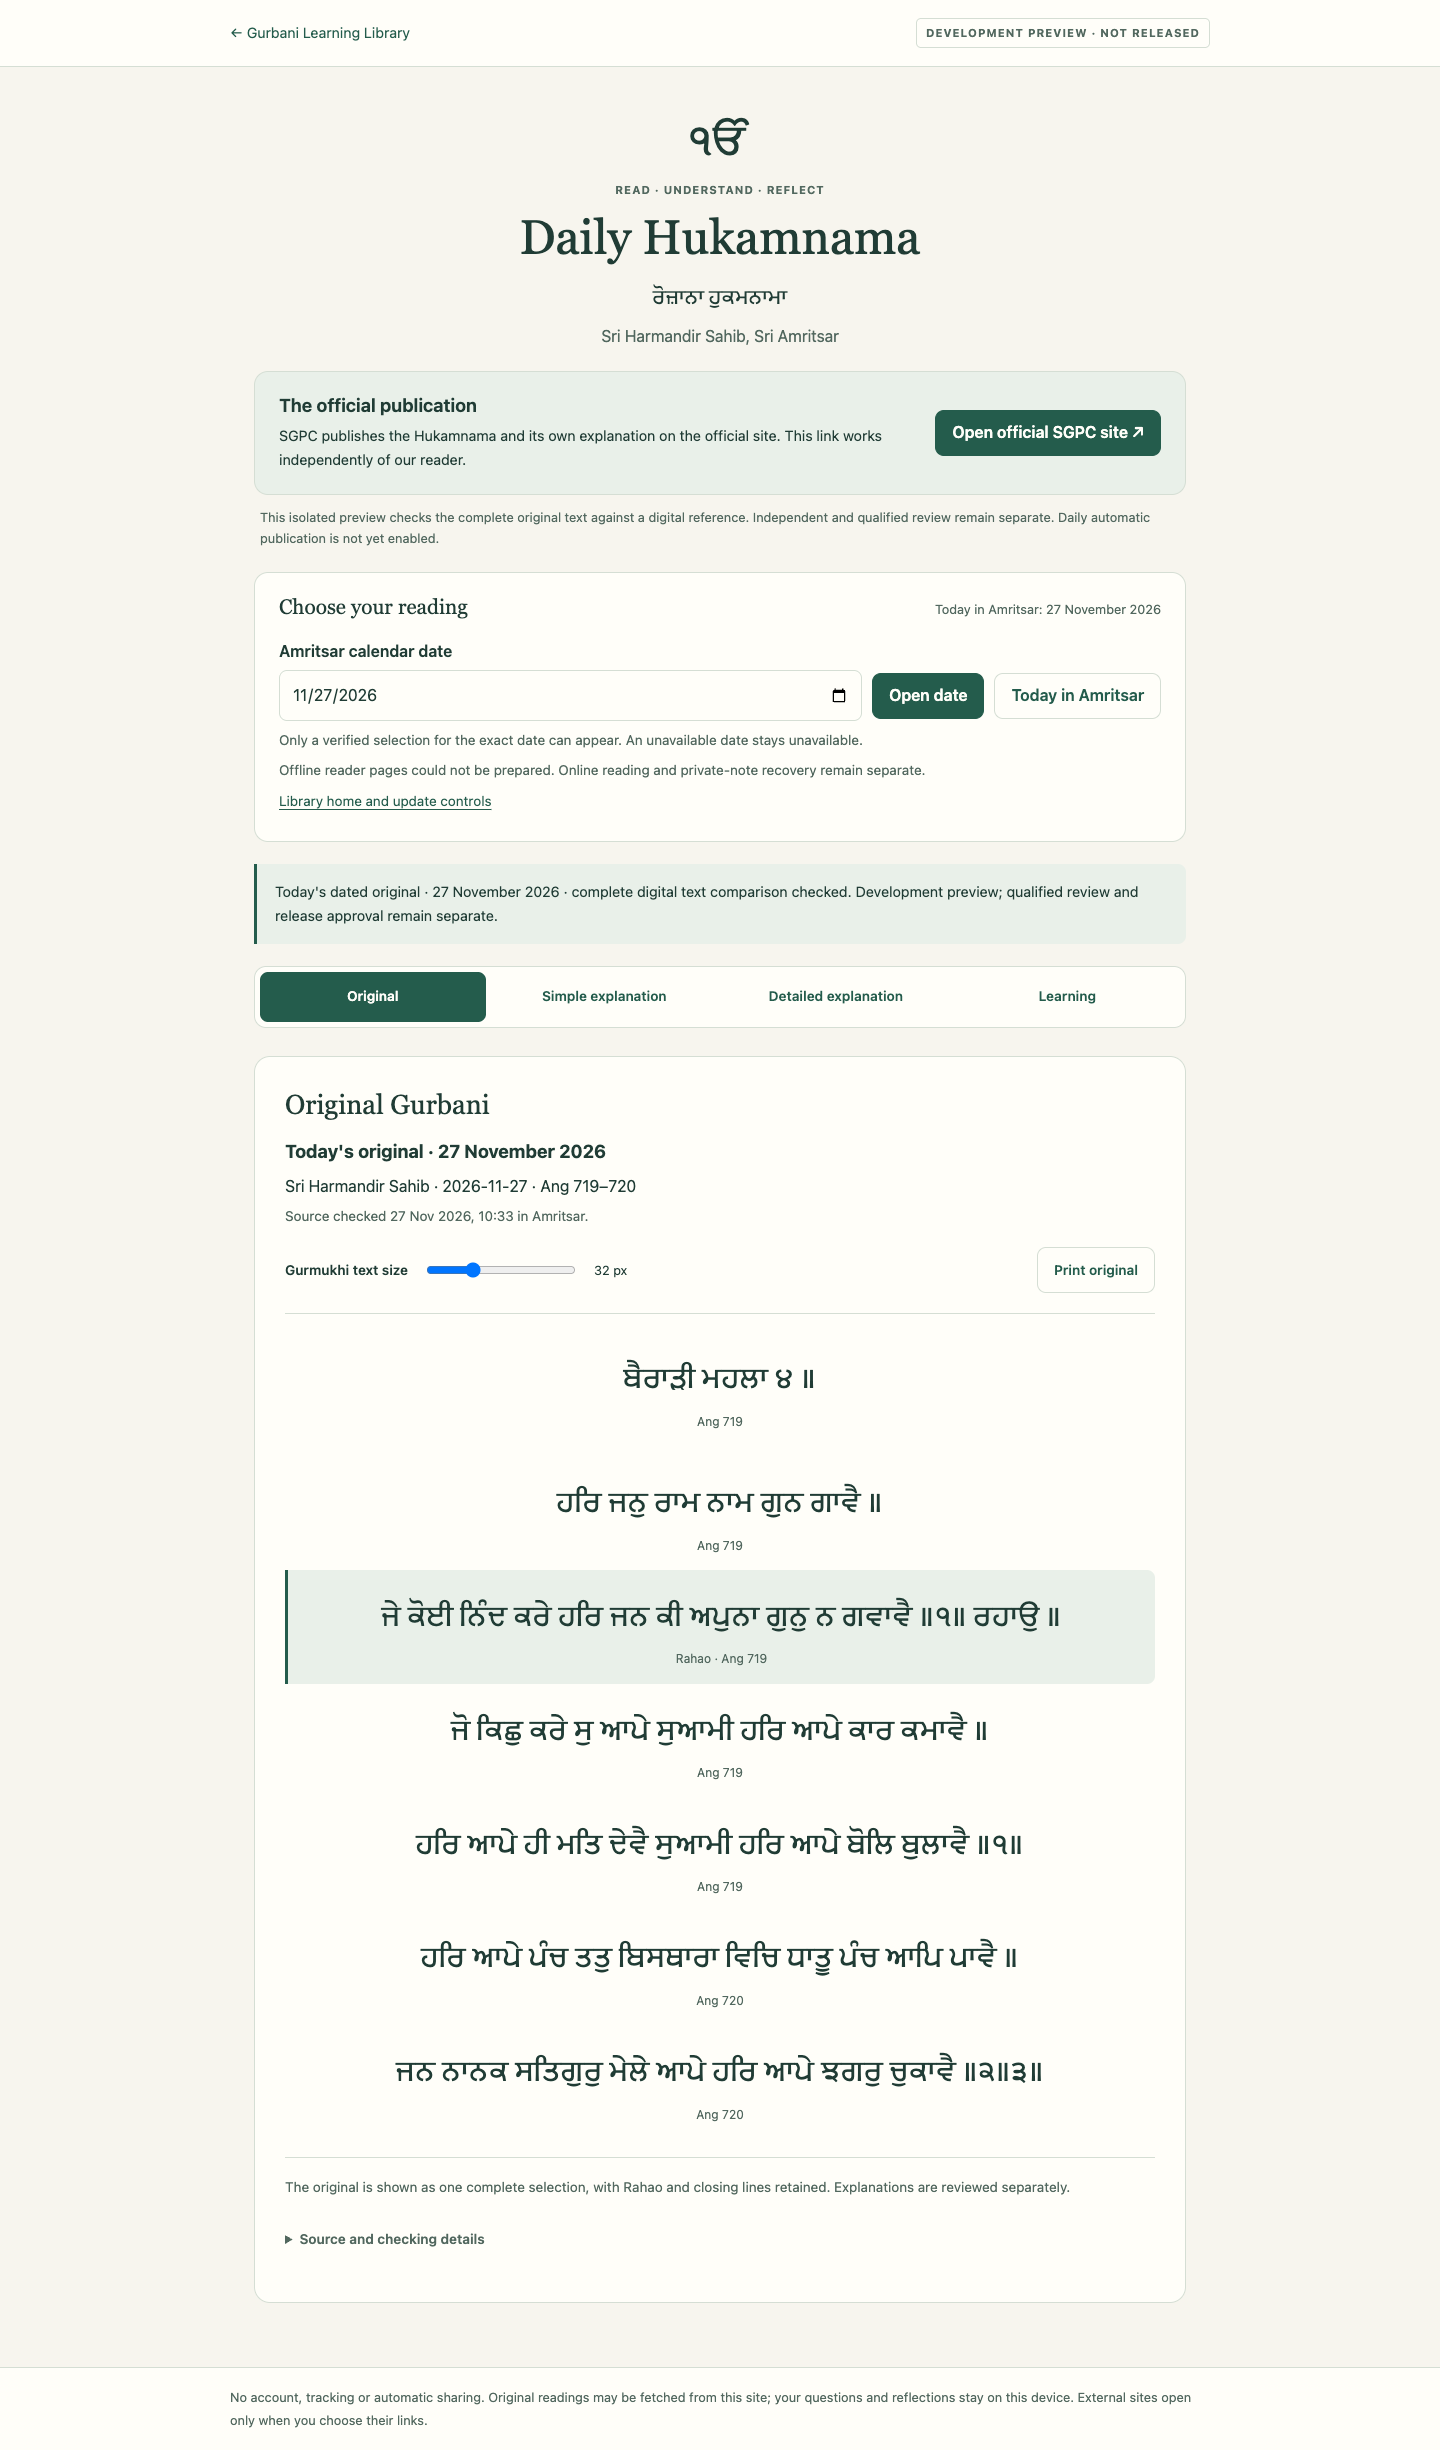 ← Gurbani Learning Library
DEVELOPMENT PREVIEW · NOT RELEASED
ੴ
READ · UNDERSTAND · REFLECT
Daily Hukamnama
ਰੋਜ਼ਾਨਾ ਹੁਕਮਨਾਮਾ
Sri Harmandir Sahib, Sri Amritsar
The official publication
SGPC publishes the Hukamnama and its own explanation on the official site. This link works
independently of our reader.
Open official SGPC site ↗
This isolated preview checks the complete original text against a digital reference. Independent and qualified review remain separate. Daily automatic
publication is not yet enabled.
Choose your reading
Today in Amritsar: 27 November 2026
Amritsar calendar date
11/27/2026
Open date
Today in Amritsar
Only a verified selection for the exact date can appear. An unavailable date stays unavailable.
Offline reader pages could not be prepared. Online reading and private-note recovery remain separate.
Library home and update controls
Today's dated original · 27 November 2026 · complete digital text comparison checked. Development preview; qualified review and
release approval remain separate.
Original
Simple explanation
Detailed explanation
Learning
Original Gurbani
Today's original · 27 November 2026
Sri Harmandir Sahib · 2026-11-27 · Ang 719–720
Source checked 27 Nov 2026, 10:33 in Amritsar.
Gurmukhi text size
32 px
Print original
ਬੈਰਾੜੀ ਮਹਲਾ ੪ ॥
Ang 719
ਹਰਿ ਜਨੁ ਰਾਮ ਨਾਮ ਗੁਨ ਗਾਵੈ ॥
Ang 719
ਜੇ ਕੋਈ ਨਿੰਦ ਕਰੇ ਹਰਿ ਜਨ ਕੀ ਅਪੁਨਾ ਗੁਨੁ ਨ ਗਵਾਵੈ ॥੧॥ ਰਹਾਉ ॥
Rahao · Ang 719
ਜੋ ਕਿਛੁ ਕਰੇ ਸੁ ਆਪੇ ਸੁਆਮੀ ਹਰਿ ਆਪੇ ਕਾਰ ਕਮਾਵੈ ॥
Ang 719
ਹਰਿ ਆਪੇ ਹੀ ਮਤਿ ਦੇਵੈ ਸੁਆਮੀ ਹਰਿ ਆਪੇ ਬੋਲਿ ਬੁਲਾਵੈ ॥੧॥
Ang 719
ਹਰਿ ਆਪੇ ਪੰਚ ਤਤੁ ਬਿਸਥਾਰਾ ਵਿਚਿ ਧਾਤੂ ਪੰਚ ਆਪਿ ਪਾਵੈ ॥
Ang 720
ਜਨ ਨਾਨਕ ਸਤਿਗੁਰੁ ਮੇਲੇ ਆਪੇ ਹਰਿ ਆਪੇ ਝਗਰੁ ਚੁਕਾਵੈ ॥੨॥੩॥
Ang 720
The original is shown as one complete selection, with Rahao and closing lines retained. Explanations are reviewed separately.
▶ Source and checking details
No account, tracking or automatic sharing. Original readings may be fetched from this site; your questions and reflections stay on this device. External sites open
only when you choose their links.